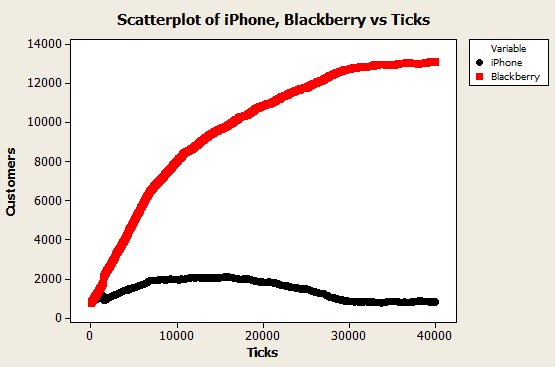 Scatterplot of iPhone, Blackberry vs Ticks
14000
12000
10000
8000
6000
4000
2000
0
Customers
0 10000 20000 30000 40000
Ticks
Variable
iPhone
Blackberry